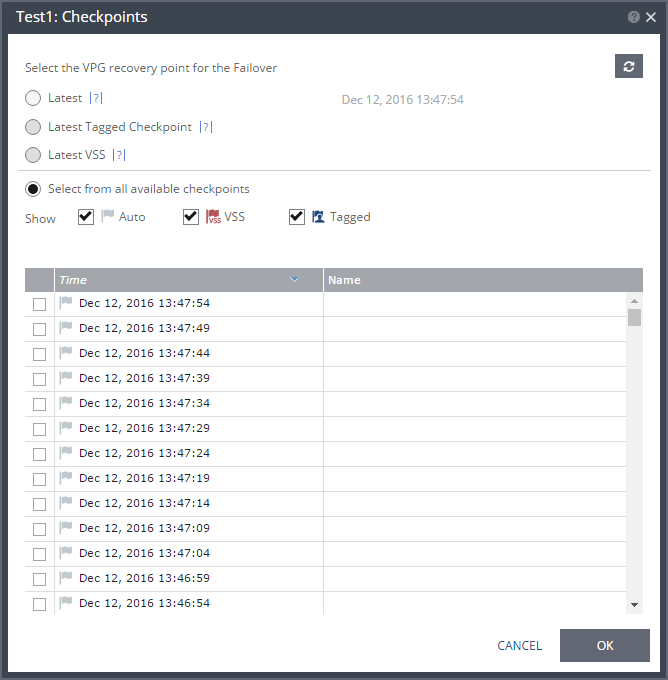 Test1: Checkpoints
Select the VPG recovery point for the Failover
Latest |?| Dec 12, 2016 13:47:54
Latest Tagged Checkpoint |?|
Latest VSS |?|
Select from all available checkpoints
Show Auto VSS VSS Tagged
Time Name
Dec 12, 2016 13:47:54
Dec 12, 2016 13:47:49
Dec 12, 2016 13:47:44
Dec 12, 2016 13:47:39
Dec 12, 2016 13:47:34
Dec 12, 2016 13:47:29
Dec 12, 2016 13:47:24
Dec 12, 2016 13:47:19
Dec 12, 2016 13:47:14
Dec 12, 2016 13:47:09
Dec 12, 2016 13:47:04
Dec 12, 2016 13:46:59
Dec 12, 2016 13:46:54
CANCEL OK